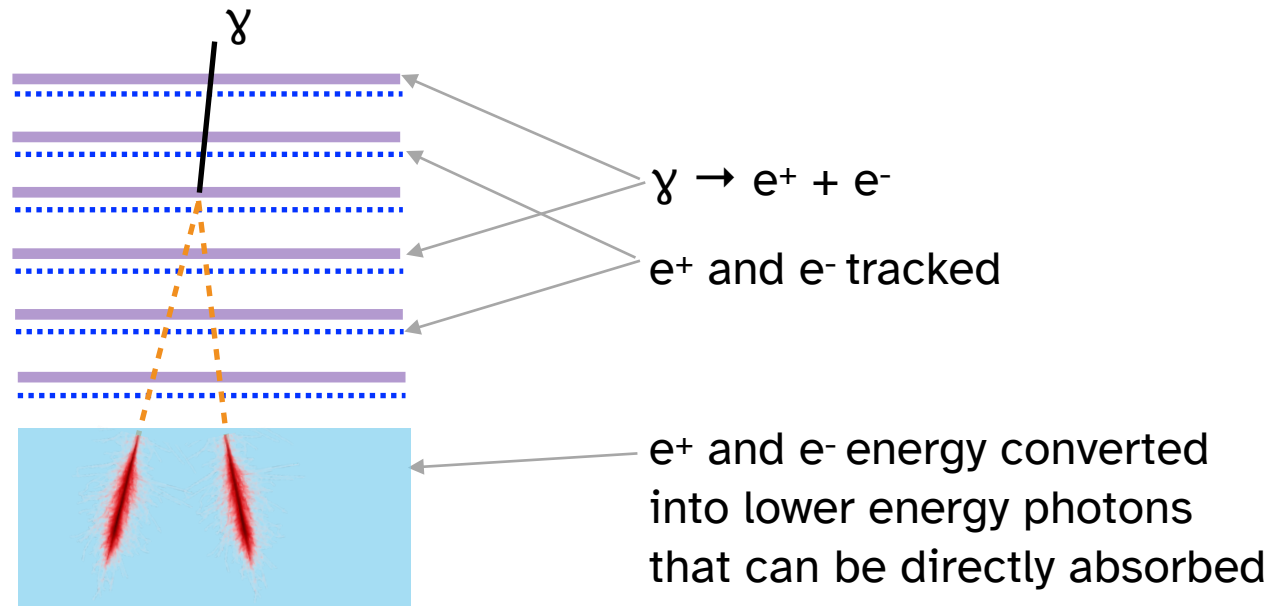 ɣ
ɣ → e⁺ + e⁻
e⁺ and e⁻ tracked
e⁺ and e⁻ energy converted
into lower energy photons
that can be directly absorbed